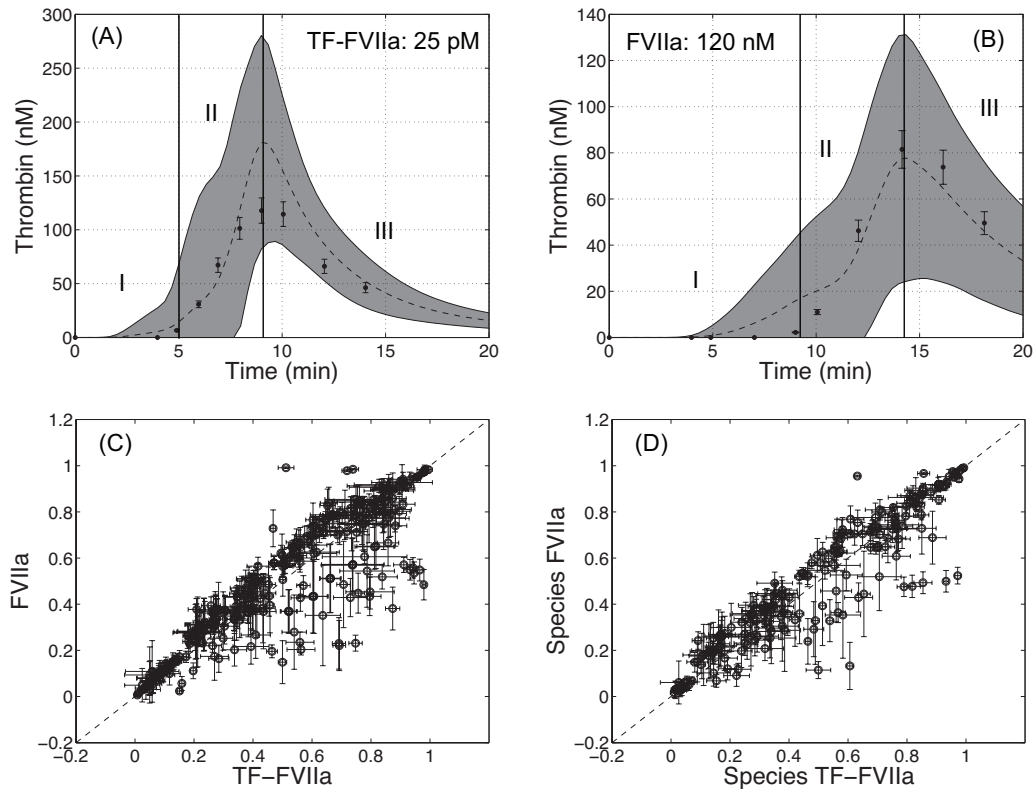 (A)
TF-FVIIa: 25 pM
I
II
III
Thrombin (nM)
300
250
200
150
100
50
0
0 5 10 15 20
Time (min)
FVIIa: 120 nM
(B)
I
II
III
Thrombin (nM)
140
120
100
80
60
40
20
0
0 5 10 15 20
Time (min)
(C)
FVIIa
1.2
1
0.8
0.6
0.4
0.2
0
−0.2
−0.2 0 0.2 0.4 0.6 0.8 1
TF−FVIIa
(D)
Species FVIIa
1.2
1
0.8
0.6
0.4
0.2
0
−0.2
−0.2 0 0.2 0.4 0.6 0.8 1
Species TF−FVIIa